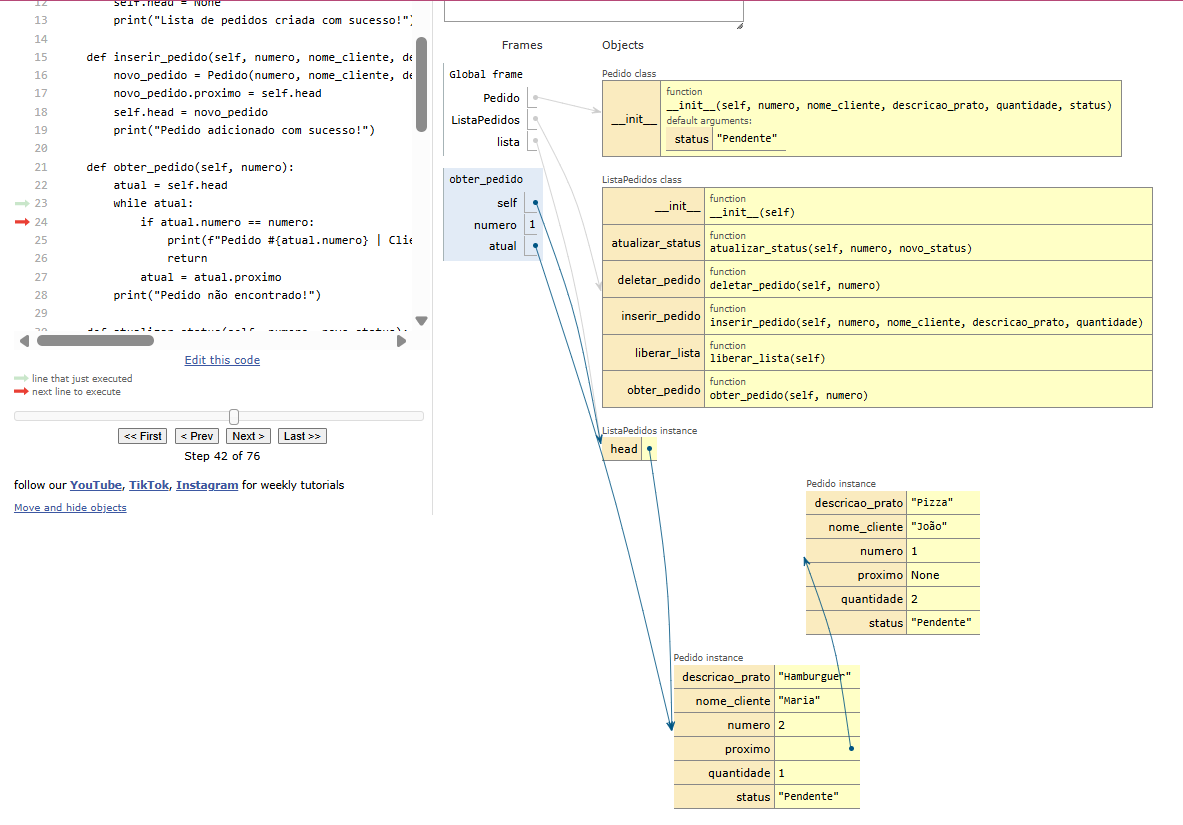 12 self.head = None
13 print("Lista de pedidos criada com sucesso!")
14
15 def inserir_pedido(self, numero, nome_cliente, de
16 novo_pedido = Pedido(numero, nome_cliente, de
17 novo_pedido.proximo = self.head
18 self.head = novo_pedido
19 print("Pedido adicionado com sucesso!")
20
21 def obter_pedido(self, numero):
22 atual = self.head
23 while atual:
24 if atual.numero == numero:
25 print(f"Pedido #{atual.numero} | Clie
26 return
27 atual = atual.proximo
28 print("Pedido não encontrado!")
29
30 def atualizar_status(self, numero, novo_status):
Edit this code
line that just executed
next line to execute
<< First < Prev Next > Last >>
Step 42 of 76
follow our YouTube, TikTok, Instagram for weekly tutorials
Move and hide objects
Frames Objects
Global frame
Pedido
ListaPedidos
lista
obter_pedido
self
numero 1
atual
Pedido class
__init__
function
__init__(self, numero, nome_cliente, descricao_prato, quantidade, status)
default arguments:
status "Pendente"
ListaPedidos class
__init__
function
__init__(self)
atualizar_status
function
atualizar_status(self, numero, novo_status)
deletar_pedido
function
deletar_pedido(self, numero)
inserir_pedido
function
inserir_pedido(self, numero, nome_cliente, descricao_prato, quantidade)
liberar_lista
function
liberar_lista(self)
obter_pedido
function
obter_pedido(self, numero)
ListaPedidos instance
head
Pedido instance
descricao_prato "Pizza"
nome_cliente "João"
numero 1
proximo None
quantidade 2
status "Pendente"
Pedido instance
descricao_prato "Hamburguer"
nome_cliente "Maria"
numero 2
proximo
quantidade 1
status "Pendente"